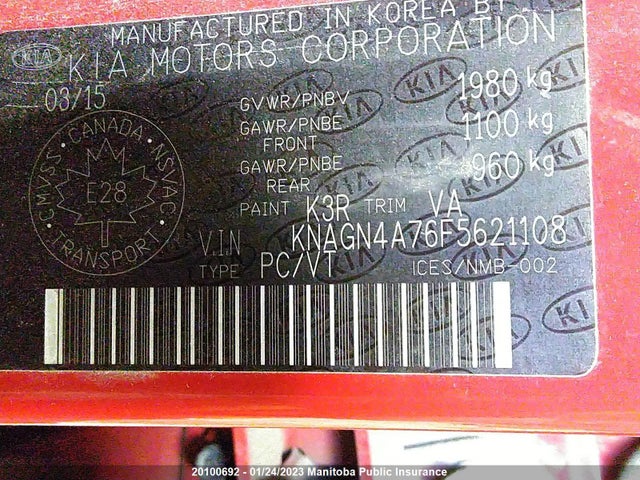 MANUFACTURED IN KOREA BY
KIA KIA MOTORS CORPORATION
03/15 GVWR/PNBV 1980 kg
GAWR/PNBE FRONT 1100 kg
GAWR/PNBE REAR 960 kg
CANADA · NSVAC · TRANSPORT · CMVSS ·
E28
PAINT K3R TRIM VA
V.I.N KNAGN4A76F5621108
TYPE PC/VT ICES/NMB-002
20100692 - 01/24/2023 Manitoba Public Insurance